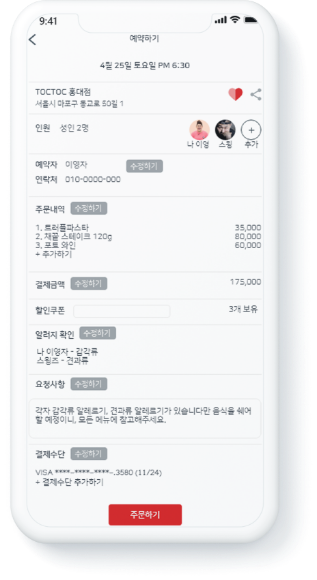 9:41
예약하기
4월 25일 토요일 PM 6:30
TOCTOC 홍대점
서울시 마포구 동교로 50길 1
인원 성인 2명
나 이영 스핑 추가
예약자 이영자 수정하기
연락처 010-0000-000
주문내역 수정하기
1, 트러플파스타 35,000
2, 채끝 스테이크 120g 80,000
3, 포트 와인 60,000
+ 추가하기
결제금액 수정하기 175,000
할인쿠폰 3개 보유
알러지 확인 수정하기
나 이영자 - 갑각류
스핑즈 - 견과류
요청사항 수정하기
각자 갑각류 알레르기, 견과류 알레르기가 있습니다만 음식을 쉐어
할 예정이니, 모든 메뉴에 참고해주세요.
결제수단 수정하기
VISA ****-****-****-.3580 (11/24)
+ 결제수단 추가하기
주문하기